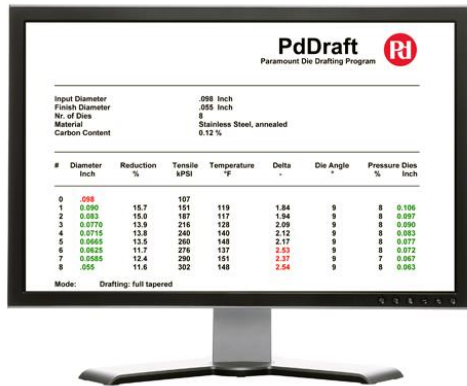 PdDraft
Paramount Die Drafting Program
Pd
Input Diameter .098 Inch
Finish Diameter .055 Inch
Nr. of Dies 8
Material Stainless Steel, annealed
Carbon Content 0.12 %
# Diameter Reduction Tensile Temperature Delta Die Angle Pressure Dies
Inch % kPSI °F - ° % Inch
0 .098 107
1 0.090 15.7 151 119 1.84 9 8 0.106
2 0.083 15.0 187 117 1.94 9 8 0.097
3 0.0770 13.9 216 128 2.09 9 8 0.090
4 0.0715 13.8 240 140 2.12 9 8 0.083
5 0.0665 13.5 260 148 2.17 9 8 0.077
6 0.0625 11.7 276 137 2.53 9 8 0.072
7 0.0585 12.4 290 151 2.37 9 7 0.067
8 .055 11.6 302 148 2.54 9 8 0.063
Mode: Drafting: full tapered